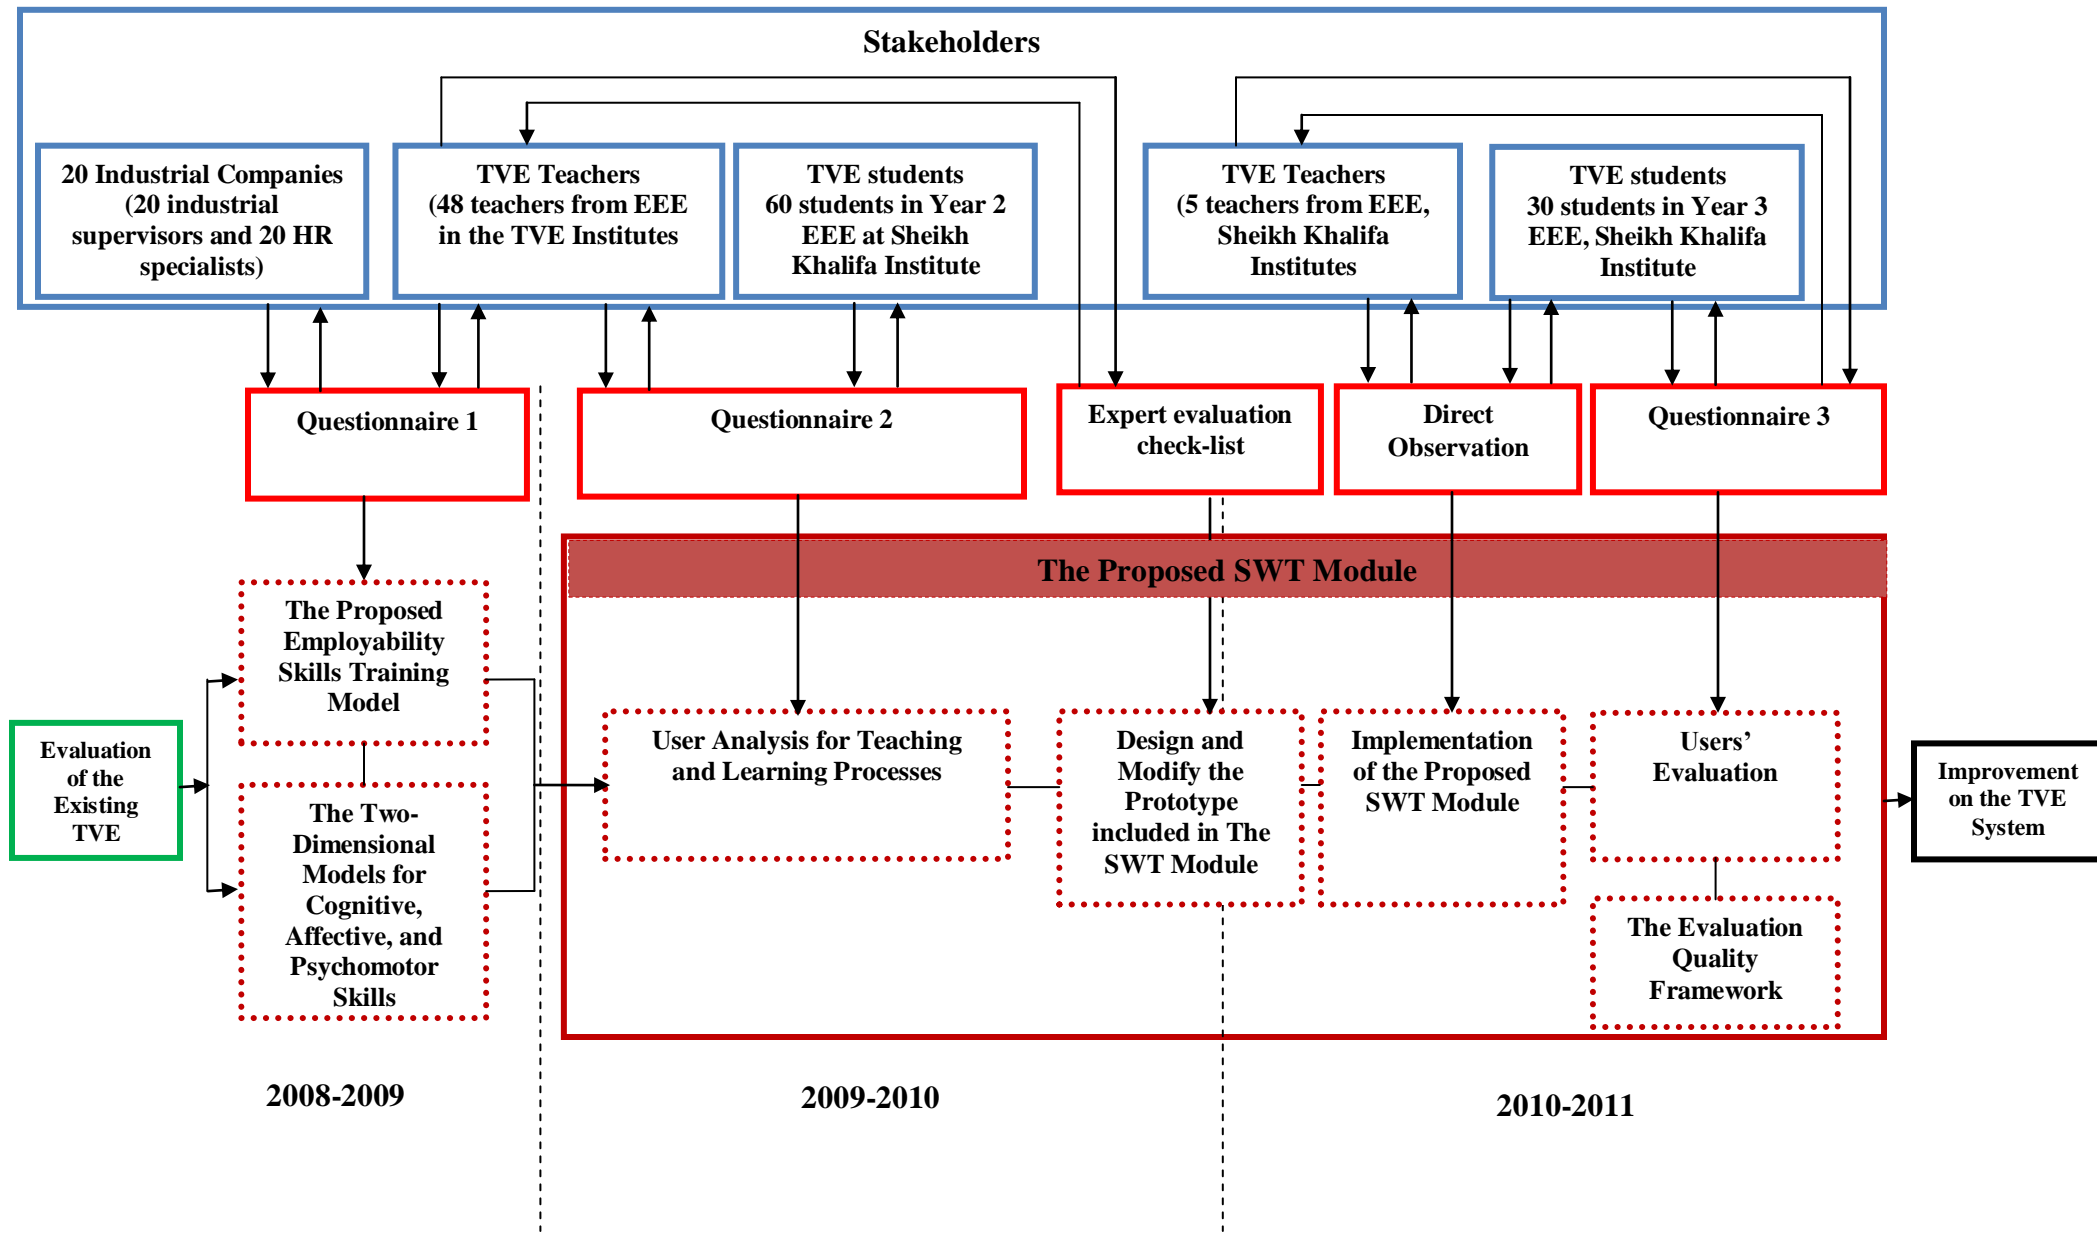 Stakeholders
20 Industrial Companies
(20 industrial
supervisors and 20 HR
specialists)
TVE Teachers
(48 teachers from EEE
in the TVE Institutes
TVE students
60 students in Year 2
EEE at Sheikh
Khalifa Institute
TVE Teachers
(5 teachers from EEE,
Sheikh Khalifa
Institutes
TVE students
30 students in Year 3
EEE, Sheikh Khalifa
Institute
Questionnaire 1
Questionnaire 2
Expert evaluation
check-list
Direct
Observation
Questionnaire 3
The Proposed SWT Module
The Proposed
Employability
Skills Training
Model
Evaluation
of the
Existing
TVE
The Two-
Dimensional
Models for
Cognitive,
Affective, and
Psychomotor
Skills
User Analysis for Teaching
and Learning Processes
Design and
Modify the
Prototype
included in The
SWT Module
Implementation
of the Proposed
SWT Module
Users’
Evaluation
The Evaluation
Quality
Framework
Improvement
on the TVE
System
2008-2009
2009-2010
2010-2011